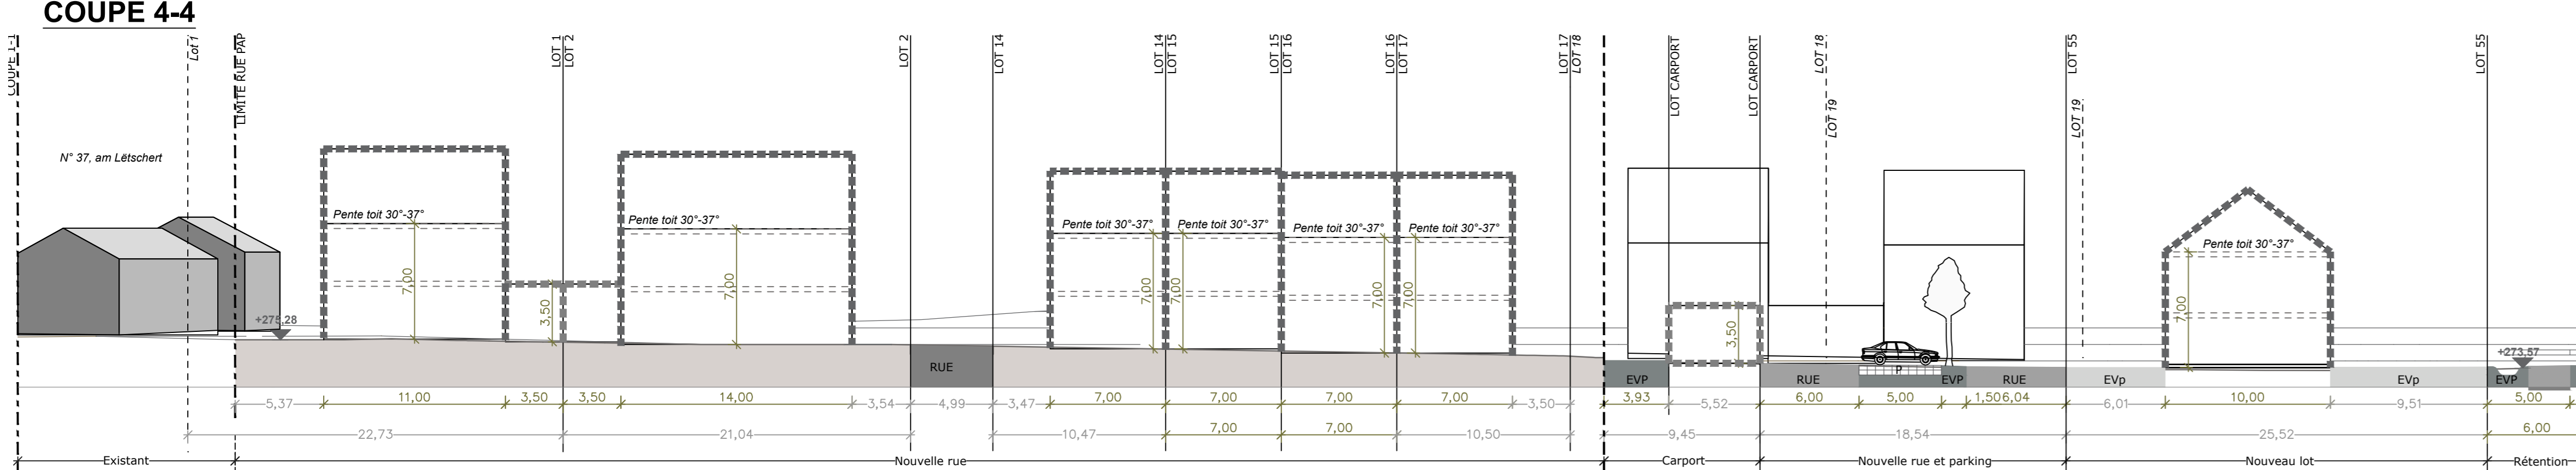 COUPE 4-4
COUPE 1-1
Lot 1
LIMITE RUE PAP
LOT 1
LOT 2
LOT 2
LOT 14
LOT 14
LOT 15
LOT 15
LOT 16
LOT 16
LOT 17
LOT 17
LOT 18
LOT CARPORT
LOT CARPORT
LOT 18
LOT 19
LOT 55
LOT 19
LOT 55
N° 37, am Lëtschert
Pente toit 30°-37°
Pente toit 30°-37°
Pente toit 30°-37°
Pente toit 30°-37°
Pente toit 30°-37°
Pente toit 30°-37°
Pente toit 30°-37°
7,00
3,50
7,00
7,00
7,00
7,00
7,00
3,50
7,00
+275,28
+273,57
RUE
EVP
RUE
P
EVP
RUE
EVp
EVp
EVP
5,37
11,00
3,50
3,50
14,00
3,54
4,99
3,47
7,00
7,00
7,00
7,00
3,50
3,93
5,52
6,00
5,00
1,50
6,04
6,01
10,00
9,51
5,00
22,73
21,04
10,47
7,00
7,00
10,50
9,45
18,54
25,52
6,00
Existant
Nouvelle rue
Carport
Nouvelle rue et parking
Nouveau lot
Rétention